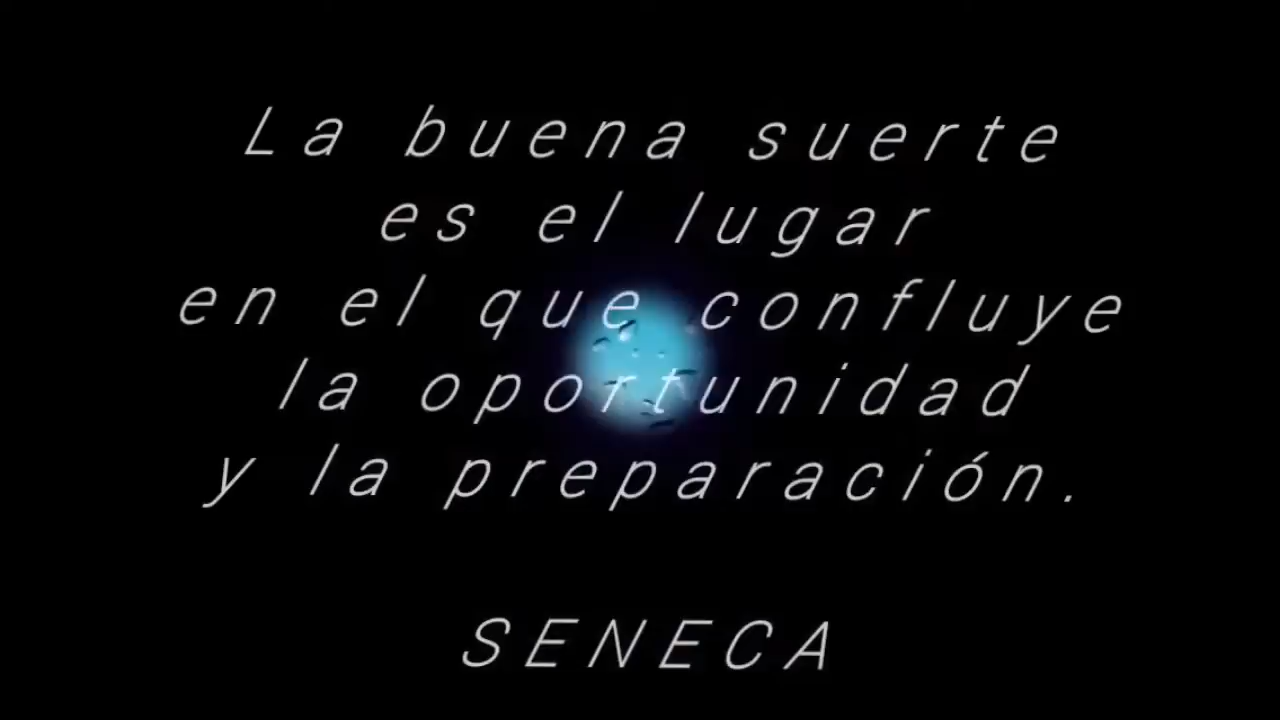 La buena suerte
es el lugar
en el que confluye
la oportunidad
y la preparación.
SENECA